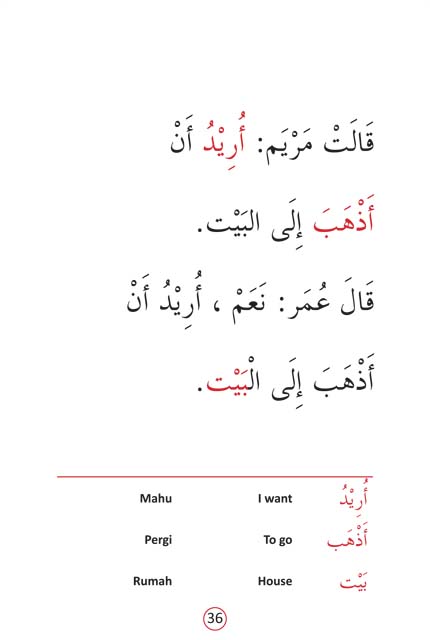 قَالَتْ مَرْيَم: أُرِيْدُ أَنْ
أَذْهَبَ إِلَى البَيْت.
قَالَ عُمَر: نَعَمْ ، أُرِيْدُ أَنْ
أَذْهَبَ إِلَى الْبَيْت.
أُرِيْدُ I want Mahu
أَذْهَب To go Pergi
بَيْت House Rumah
36